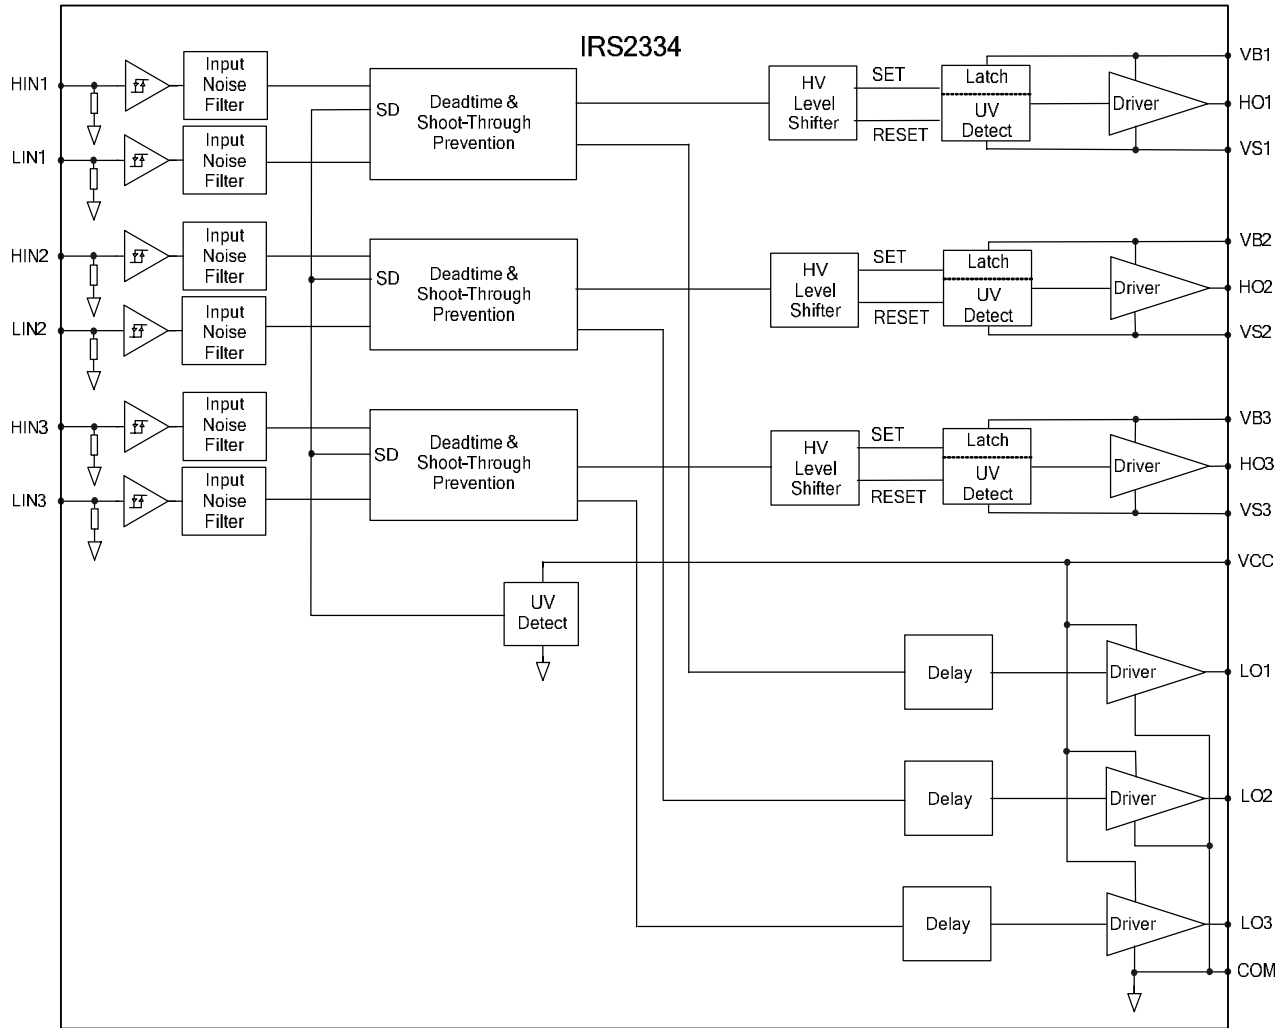 IRS2334
HIN1
Input
Noise
Filter
LIN1
Input
Noise
Filter
SD
Deadtime &
Shoot-Through
Prevention
HV
Level
Shifter
SET
RESET
Latch
UV
Detect
Driver
VB1
HO1
VS1
HIN2
Input
Noise
Filter
LIN2
Input
Noise
Filter
SD
Deadtime &
Shoot-Through
Prevention
HV
Level
Shifter
SET
RESET
Latch
UV
Detect
Driver
VB2
HO2
VS2
HIN3
Input
Noise
Filter
LIN3
Input
Noise
Filter
SD
Deadtime &
Shoot-Through
Prevention
HV
Level
Shifter
SET
RESET
Latch
UV
Detect
Driver
VB3
HO3
VS3
VCC
UV
Detect
Delay
Driver
LO1
Delay
Driver
LO2
Delay
Driver
LO3
COM